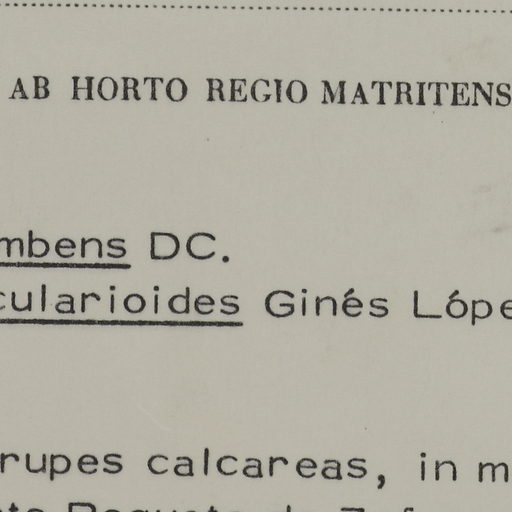 AB HORTO REGIO MATRITENS
mbens DC.
cularioides Ginés Lópe
rupes calcareas, in m